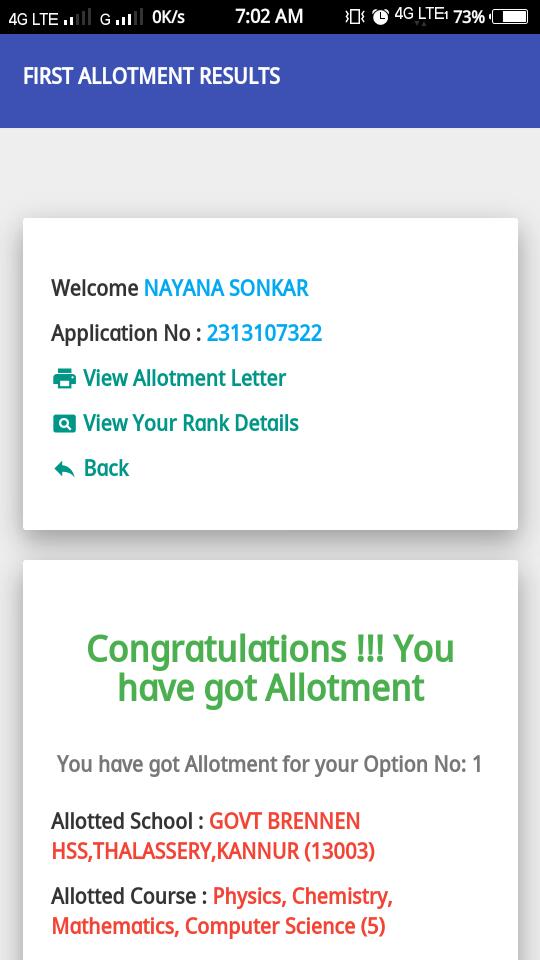 4G LTE G 0K/s 7:02 AM 4G LTE 73%
FIRST ALLOTMENT RESULTS
Welcome NAYANA SONKAR
Application No : 2313107322
View Allotment Letter
View Your Rank Details
Back
Congratulations !!! You
have got Allotment
You have got Allotment for your Option No: 1
Allotted School : GOVT BRENNEN
HSS,THALASSERY,KANNUR (13003)
Allotted Course : Physics, Chemistry,
Mathematics, Computer Science (5)